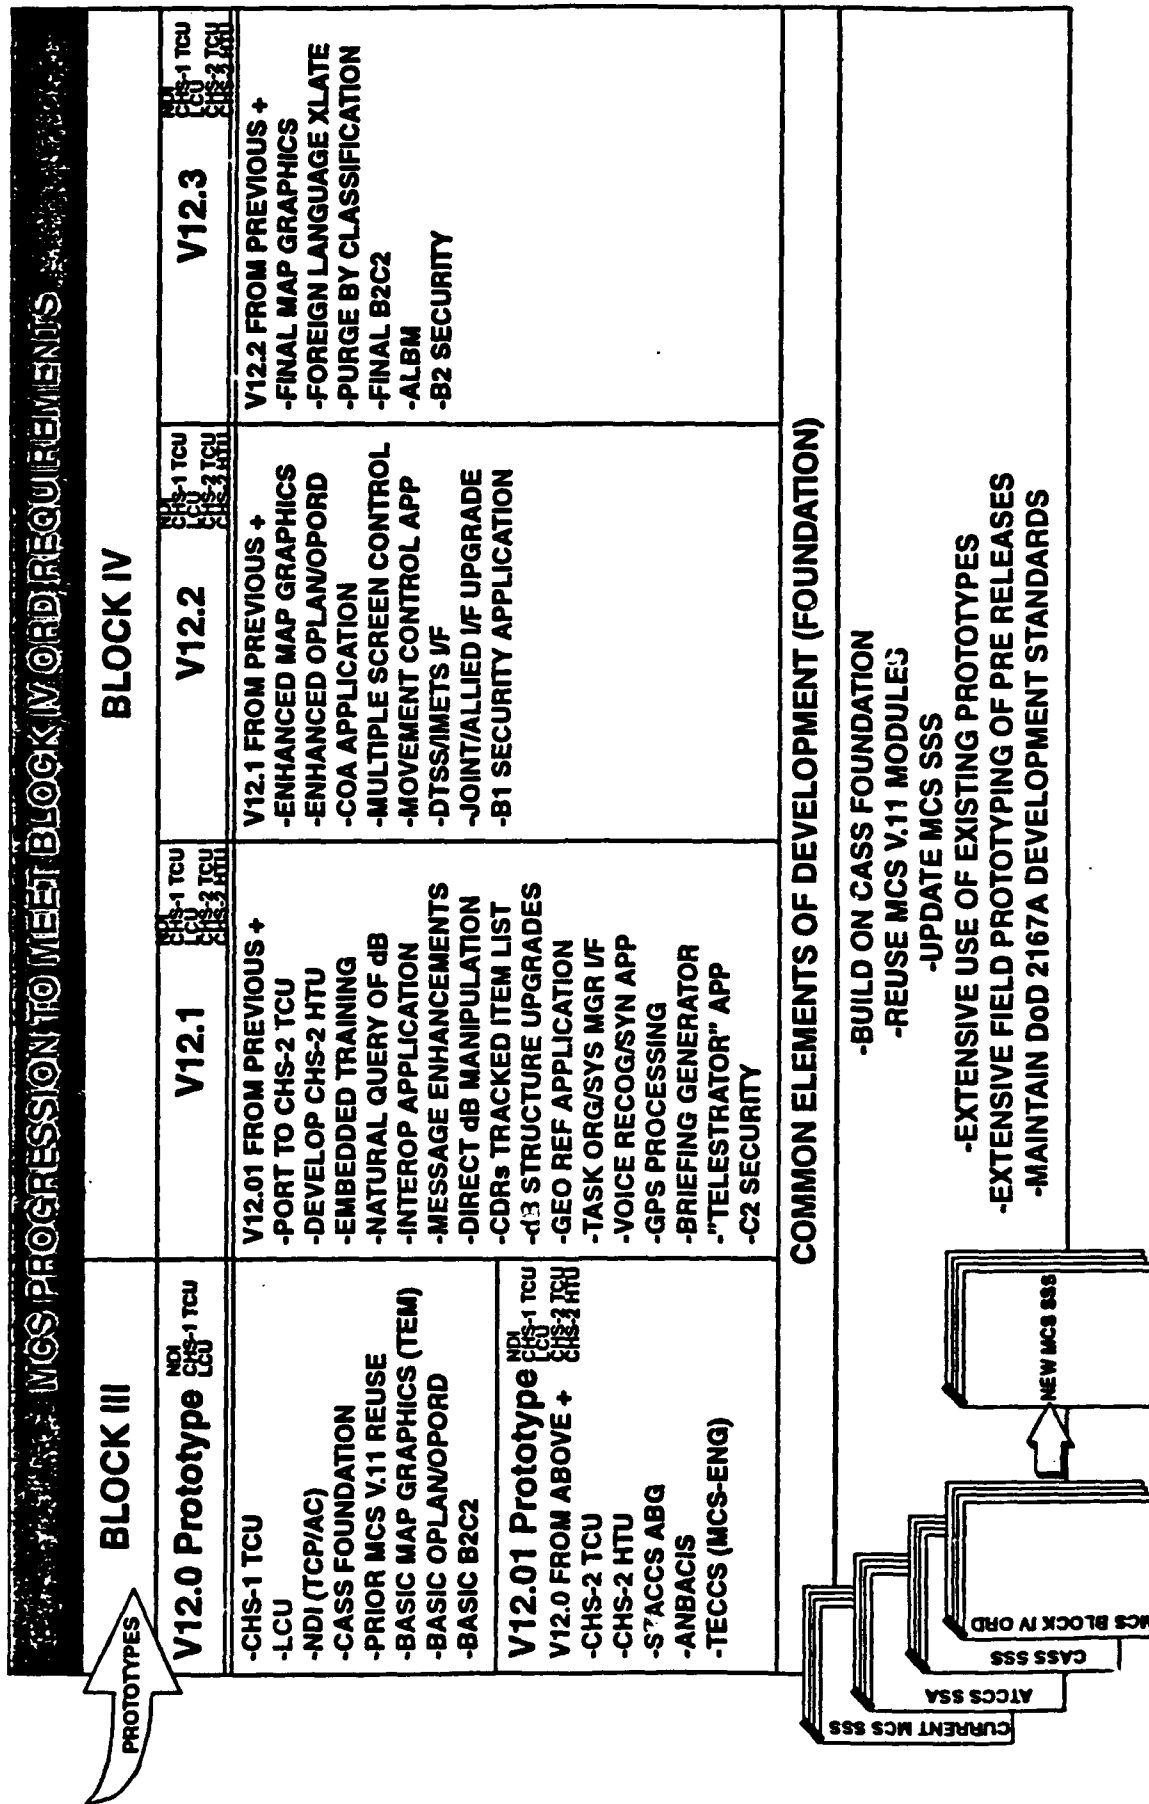 MCS PROGRESSION TO MEET BLOCK IV ORD REQUIREMENTS
PROTOTYPES
BLOCK III
BLOCK IV
V12.0 Prototype
NDI
CHS-1 TCU
LCU
-CHS-1 TCU
-LCU
-NDI (TCP/AC)
-CASS FOUNDATION
-PRIOR MCS V.11 REUSE
-BASIC MAP GRAPHICS (TEM)
-BASIC OPLAN/OPORD
-BASIC B2C2
V12.01 Prototype
NDI
CHS-1 TCU
LCU
CHS-2 TCU
CHS-2 HTU
V12.0 FROM ABOVE +
-CHS-2 TCU
-CHS-2 HTU
-STACCS ABG
-ANBACIS
-TECCS (MCS-ENG)
V12.1
NDI
CHS-1 TCU
LCU
CHS-2 TCU
CHS-2 HTU
V12.01 FROM PREVIOUS +
-PORT TO CHS-2 TCU
-DEVELOP CHS-2 HTU
-EMBEDDED TRAINING
-NATURAL QUERY OF dB
-INTEROP APPLICATION
-MESSAGE ENHANCEMENTS
-DIRECT dB MANIPULATION
-CDRs TRACKED ITEM LIST
-dB STRUCTURE UPGRADES
-GEO REF APPLICATION
-TASK ORG/SYS MGR I/F
-VOICE RECOG/SYN APP
-GPS PROCESSING
-BRIEFING GENERATOR
-"TELESTRATOR" APP
-C2 SECURITY
V12.2
NDI
CHS-1 TCU
LCU
CHS-2 TCU
CHS-2 HTU
V12.1 FROM PREVIOUS +
-ENHANCED MAP GRAPHICS
-ENHANCED OPLAN/OPORD
-COA APPLICATION
-MULTIPLE SCREEN CONTROL
-MOVEMENT CONTROL APP
-DTSS/IMETS I/F
-JOINT/ALLIED I/F UPGRADE
-B1 SECURITY APPLICATION
V12.3
NDI
CHS-1 TCU
LCU
CHS-2 TCU
CHS-2 HTU
V12.2 FROM PREVIOUS +
-FINAL MAP GRAPHICS
-FOREIGN LANGUAGE XLATE
-PURGE BY CLASSIFICATION
-FINAL B2C2
-ALBM
-B2 SECURITY
COMMON ELEMENTS OF DEVELOPMENT (FOUNDATION)
-BUILD ON CASS FOUNDATION
-REUSE MCS V.11 MODULES
-UPDATE MCS SSS
-EXTENSIVE USE OF EXISTING PROTOTYPES
-EXTENSIVE FIELD PROTOTYPING OF PRE RELEASES
-MAINTAIN DoD 2167A DEVELOPMENT STANDARDS
CURRENT MCS SSS
ATCCS SSA
CASS SSS
MCS BLOCK IV ORD
NEW MCS SSS